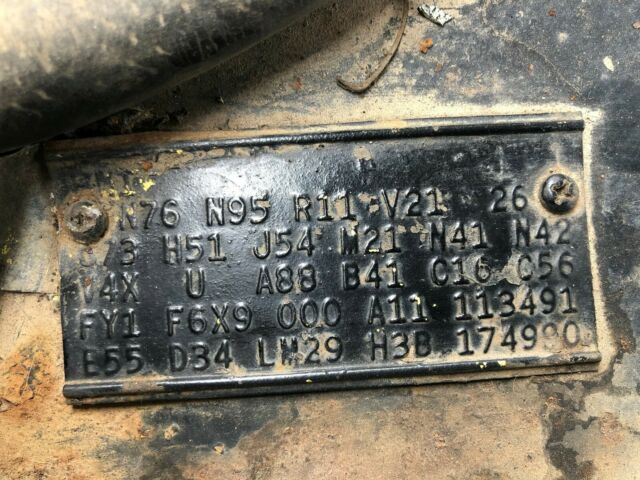 N76 N95 R11 V21 26
H51 J54 M21 N41 N42
V4X U A88 B41 C16 C56
FY1 F6X9 000 A11 113491
E55 D34 LM29 H3B